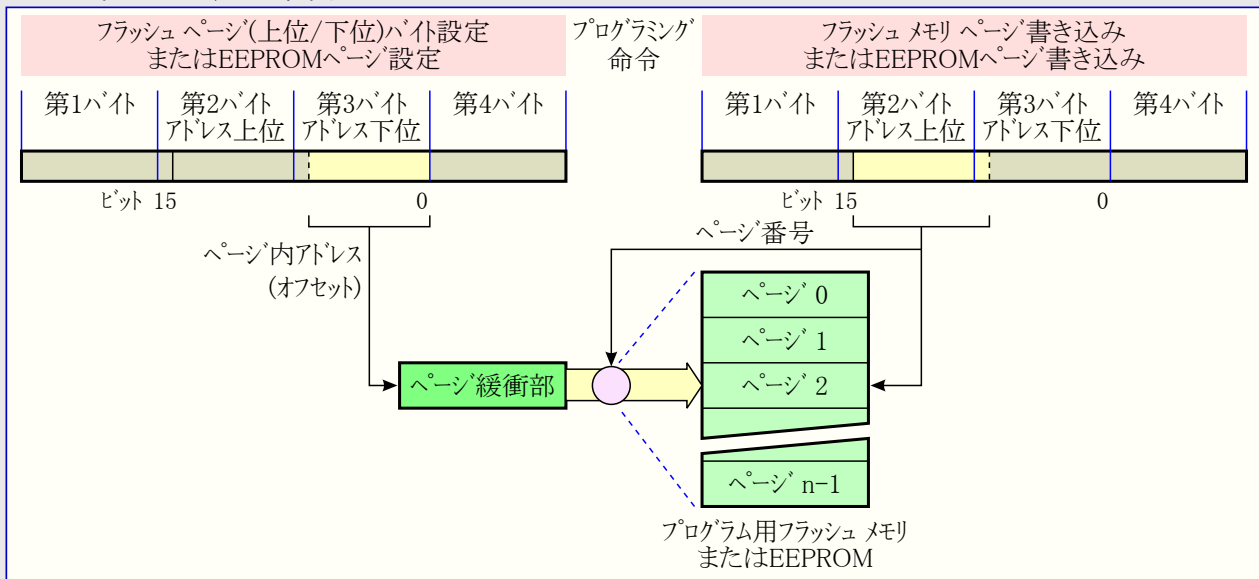 フラッシュ ページ(上位/下位)バイト設定
またはEEPROMページ設定
プログラミング
命令
フラッシュ メモリ ページ書き込み
またはEEPROMページ書き込み
第1バイト 第2バイト 第3バイト 第4バイト
アドレス上位 アドレス下位
第1バイト 第2バイト 第3バイト 第4バイト
アドレス上位 アドレス下位
ビット 15 0
ビット 15 0
ページ内アドレス
(オフセット)
ページ番号
ページ 0
ページ 1
ページ緩衝部
ページ 2
ページ n-1
プログラム用フラッシュ メモリ
またはEEPROM